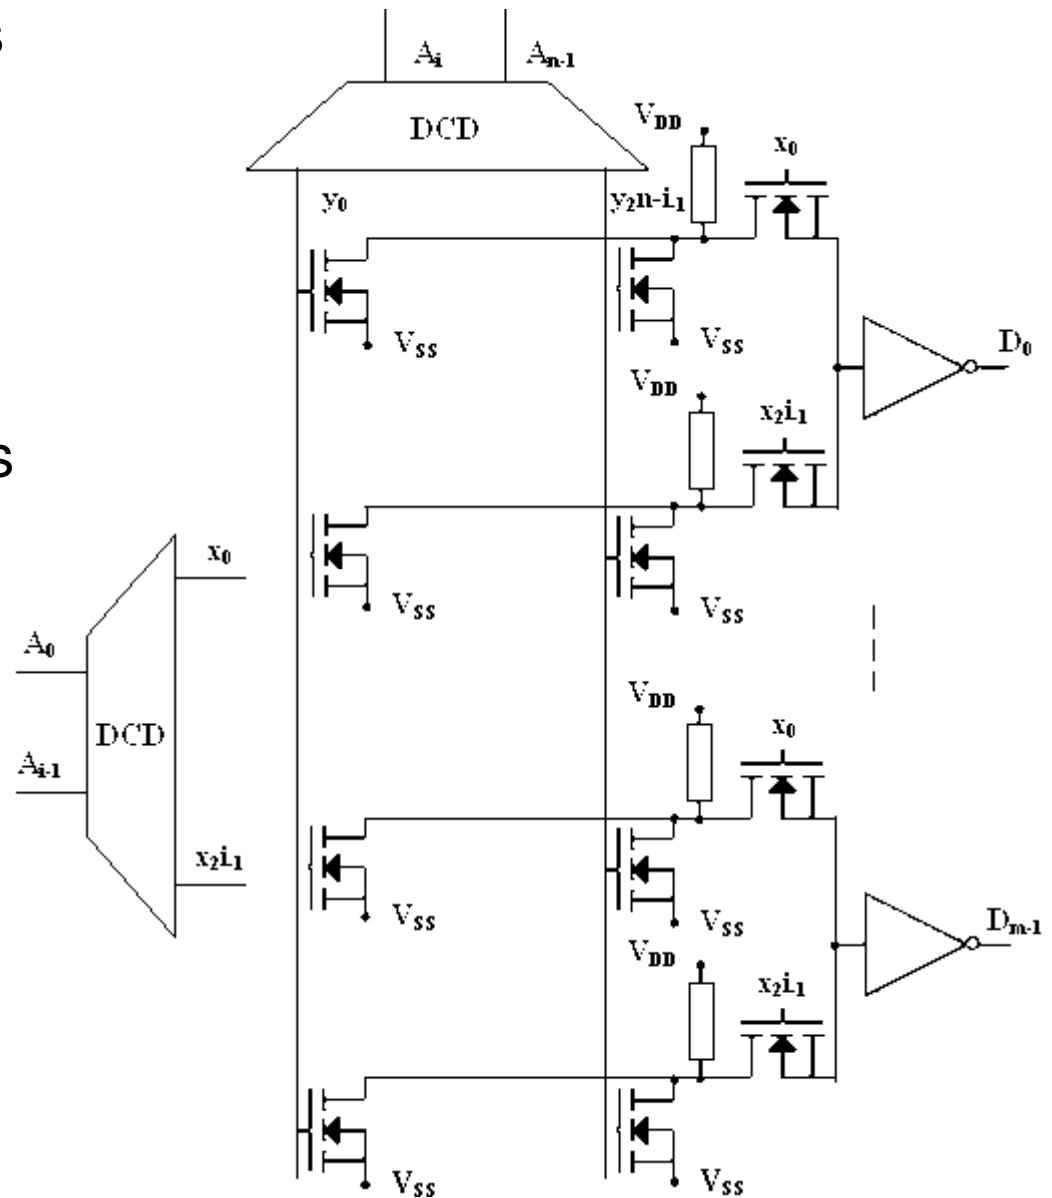 s
Ai An-1
DCD
VDD
x0
y0
y2n-i1
VSS
VSS
D0
VDD
x2i1
s
x0
VSS
VSS
A0
VDD
DCD
x0
Ai-1
x2i1
VSS
VSS
Dm-1
VDD
x2i1
VSS
VSS